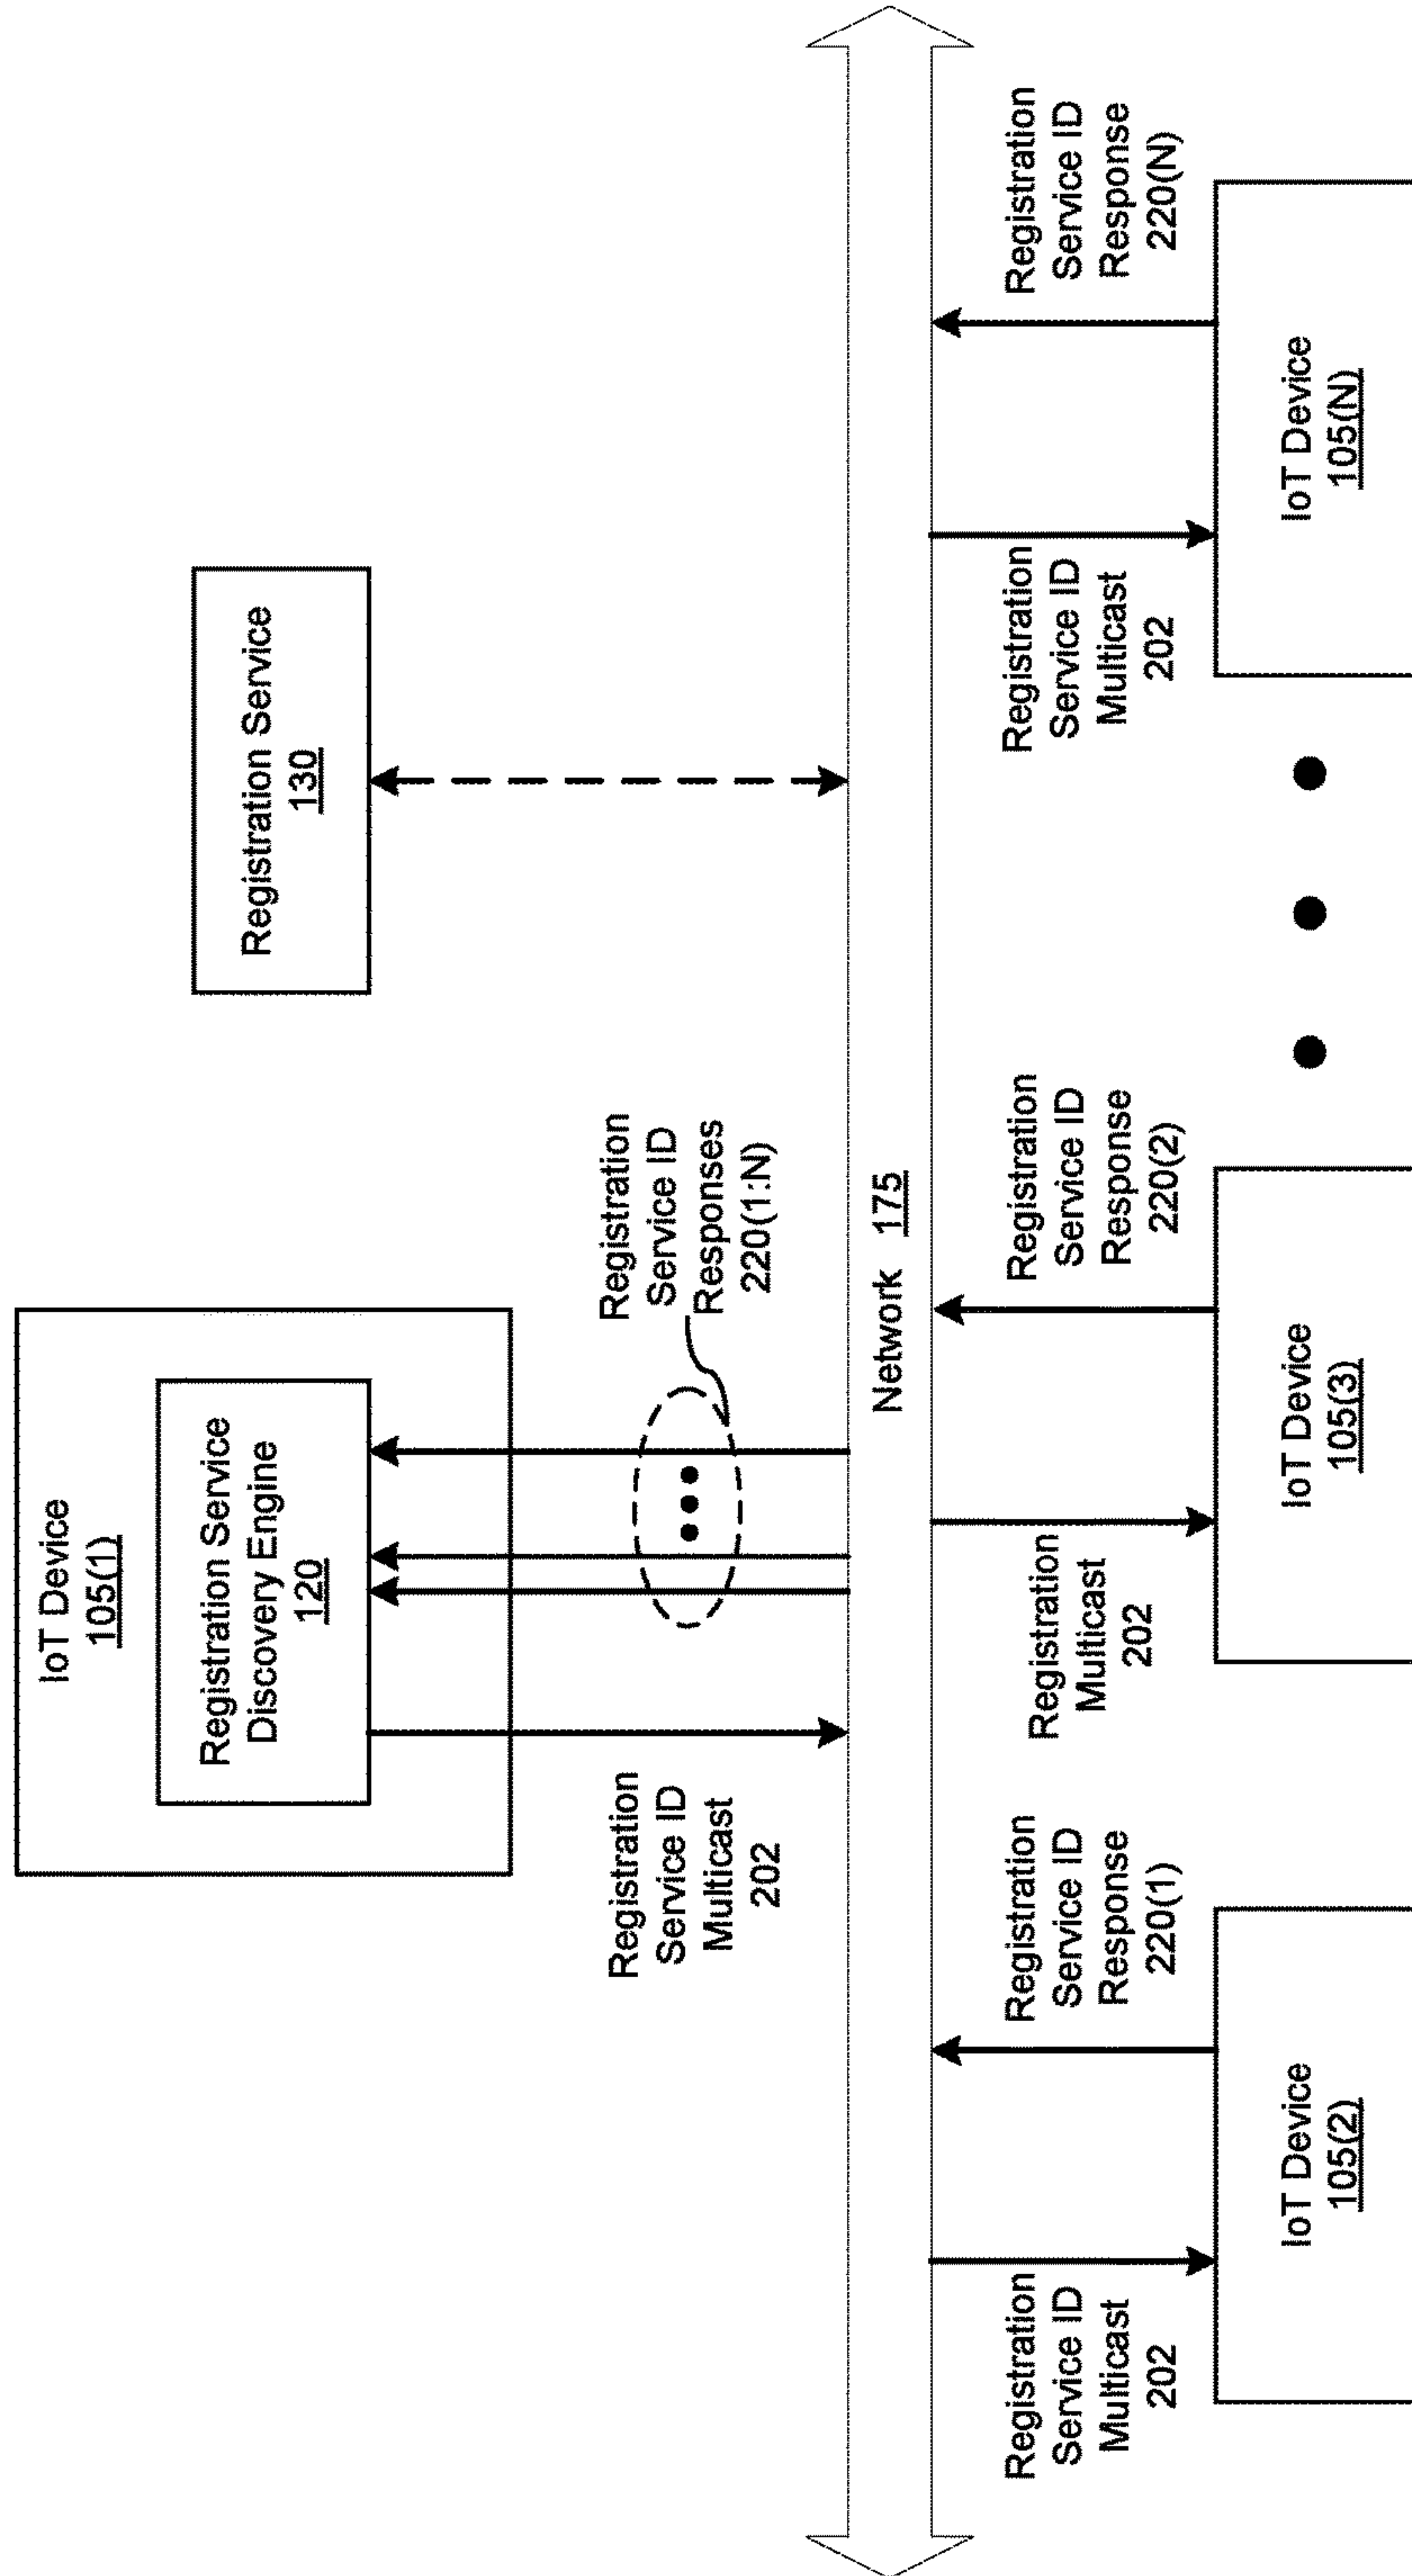 IoT Device
105(1)
Registration Service
Discovery Engine
120
Registration Service
130
Registration
Service ID
Multicast
202
Registration
Service ID
Responses
220(1:N)
Network 175
Registration
Service ID
Multicast
202
Registration
Service ID
Response
220(1)
Registration
Multicast
202
Registration
Service ID
Response
220(2)
Registration
Service ID
Multicast
202
Registration
Service ID
Response
220(N)
IoT Device
105(2)
IoT Device
105(3)
IoT Device
105(N)